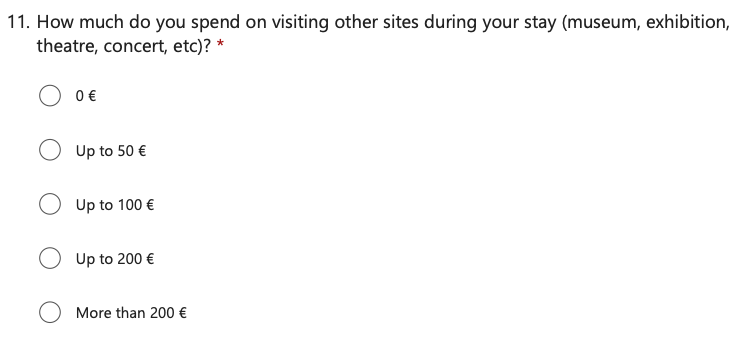 11. How much do you spend on visiting other sites during your stay (museum, exhibition,
theatre, concert, etc)? *
0 €
Up to 50 €
Up to 100 €
Up to 200 €
More than 200 €